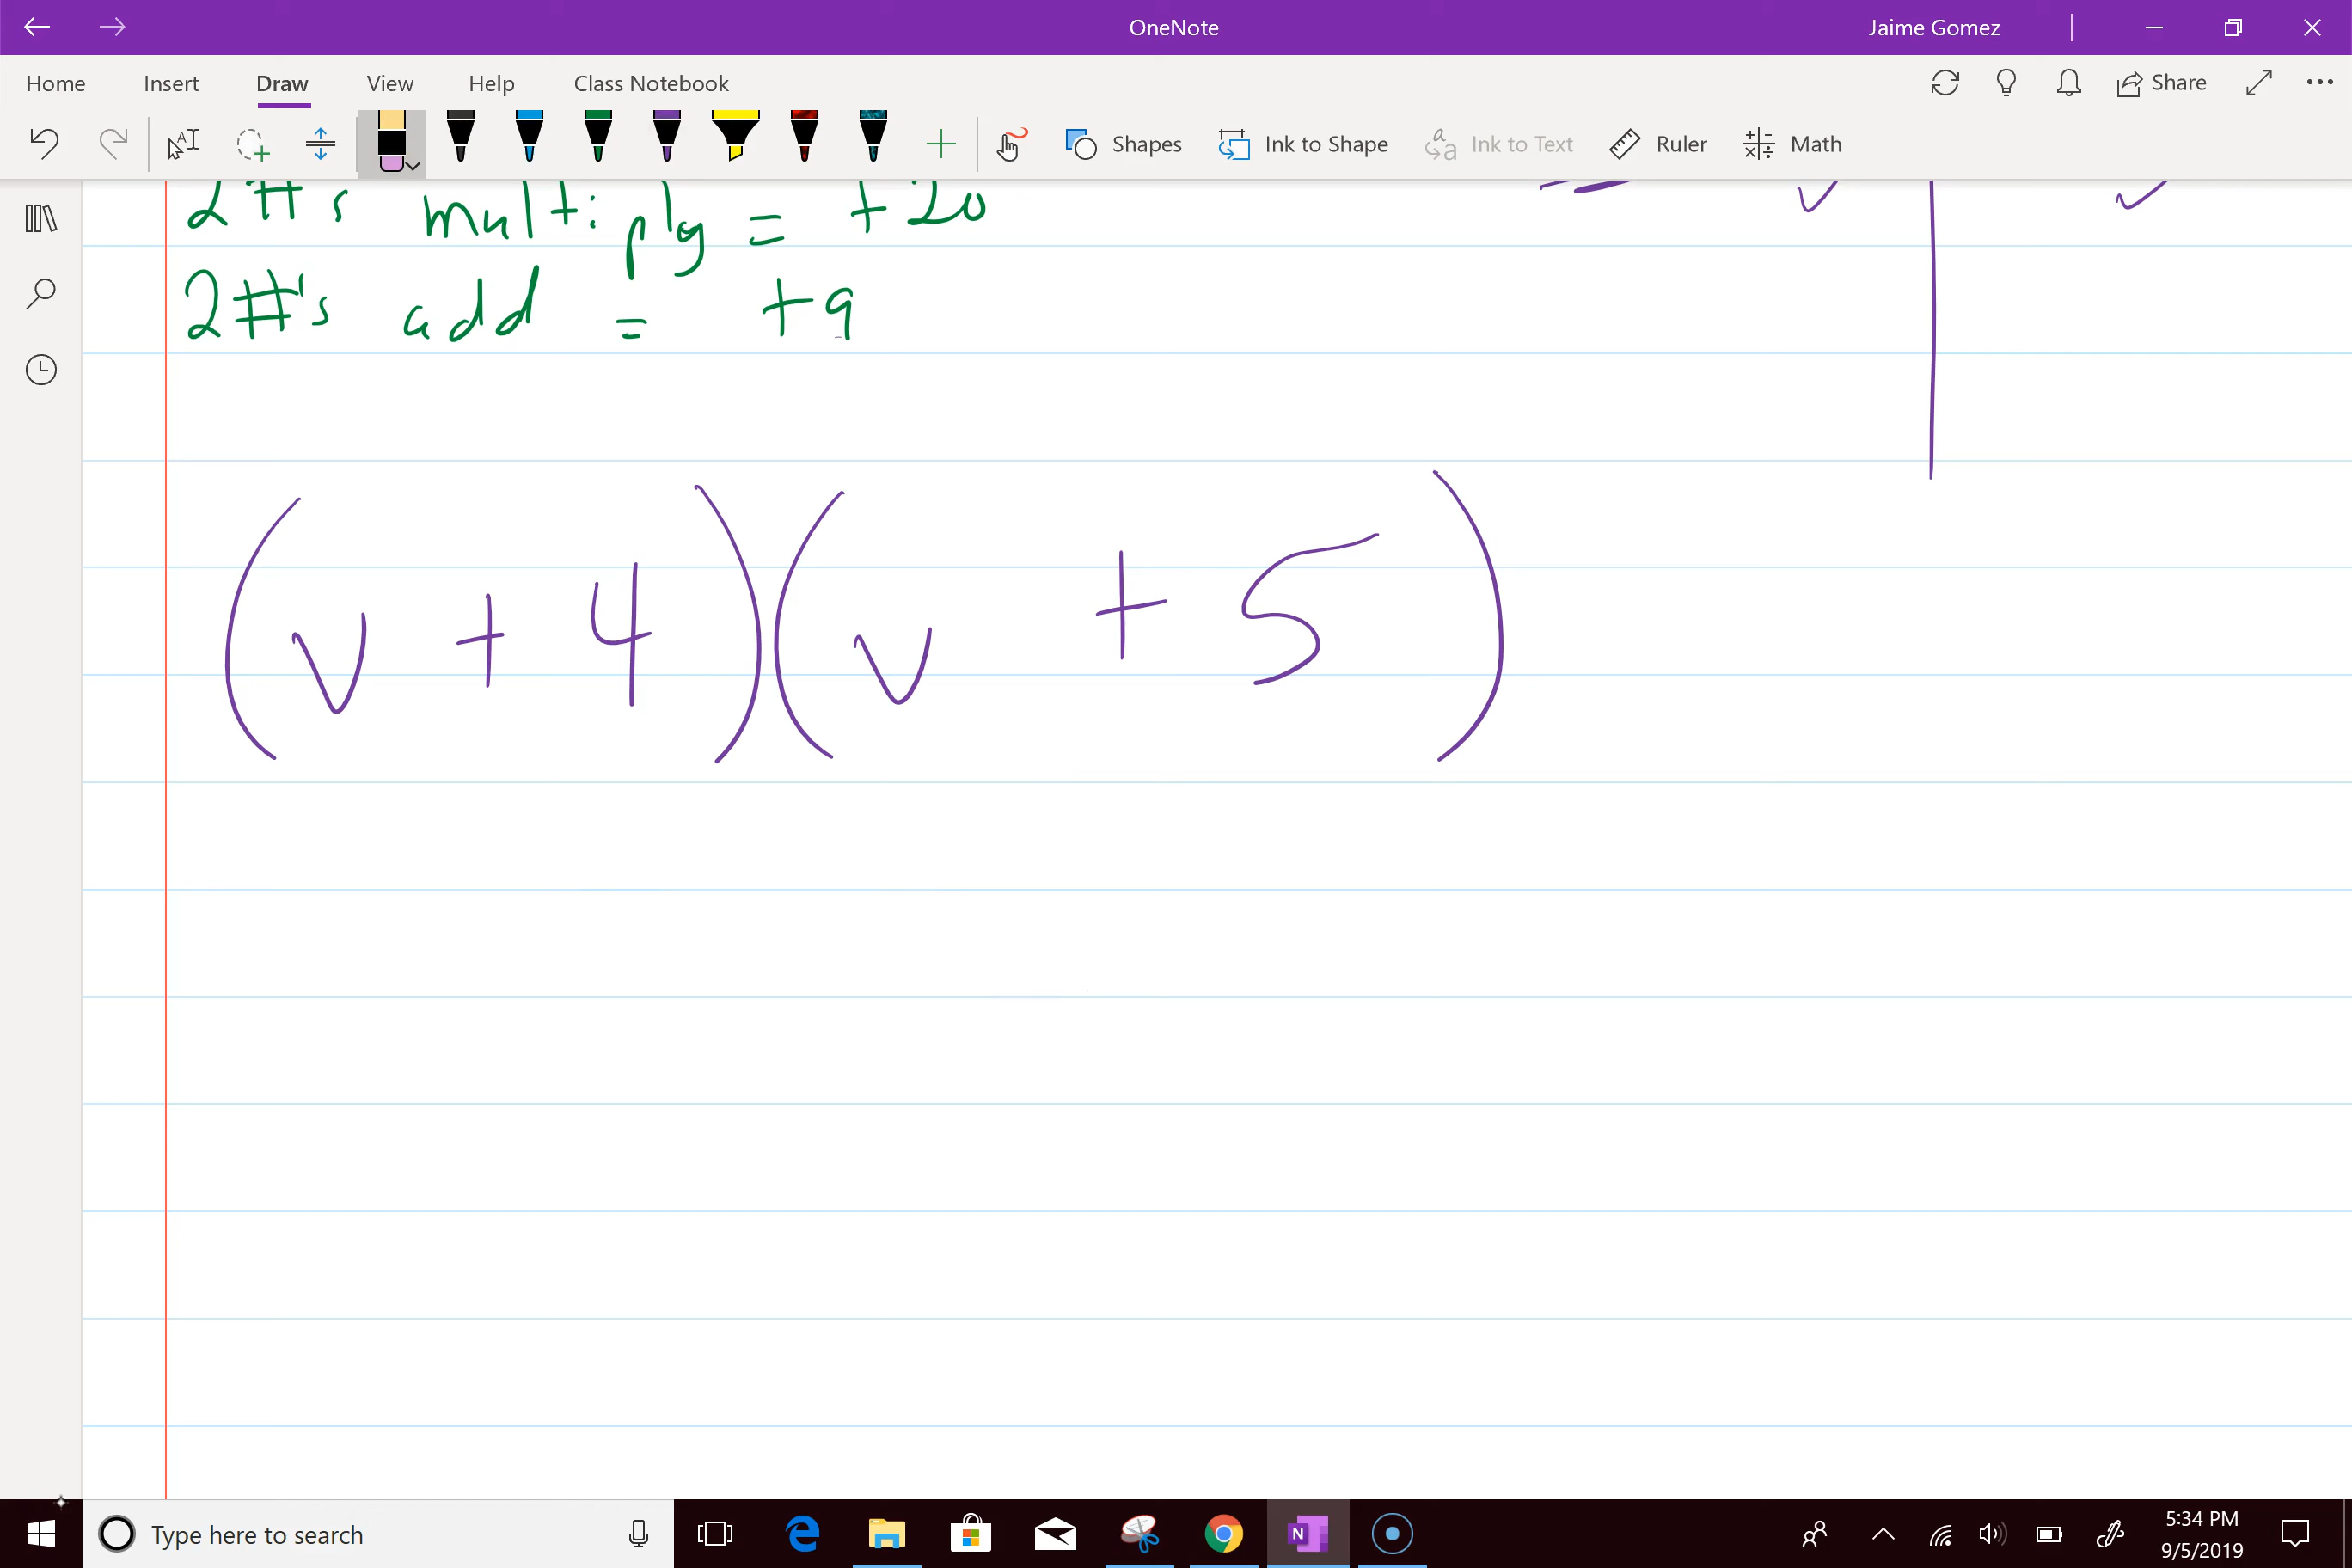 OneNote
Jaime Gomez
Home Insert Draw View Help Class Notebook
Share
Shapes Ink to Shape Ink to Text Ruler Math
2#'s multiply = +20
2#'s add = +9
v v
(v + 4)(v + 5)
Type here to search
5:34 PM
9/5/2019